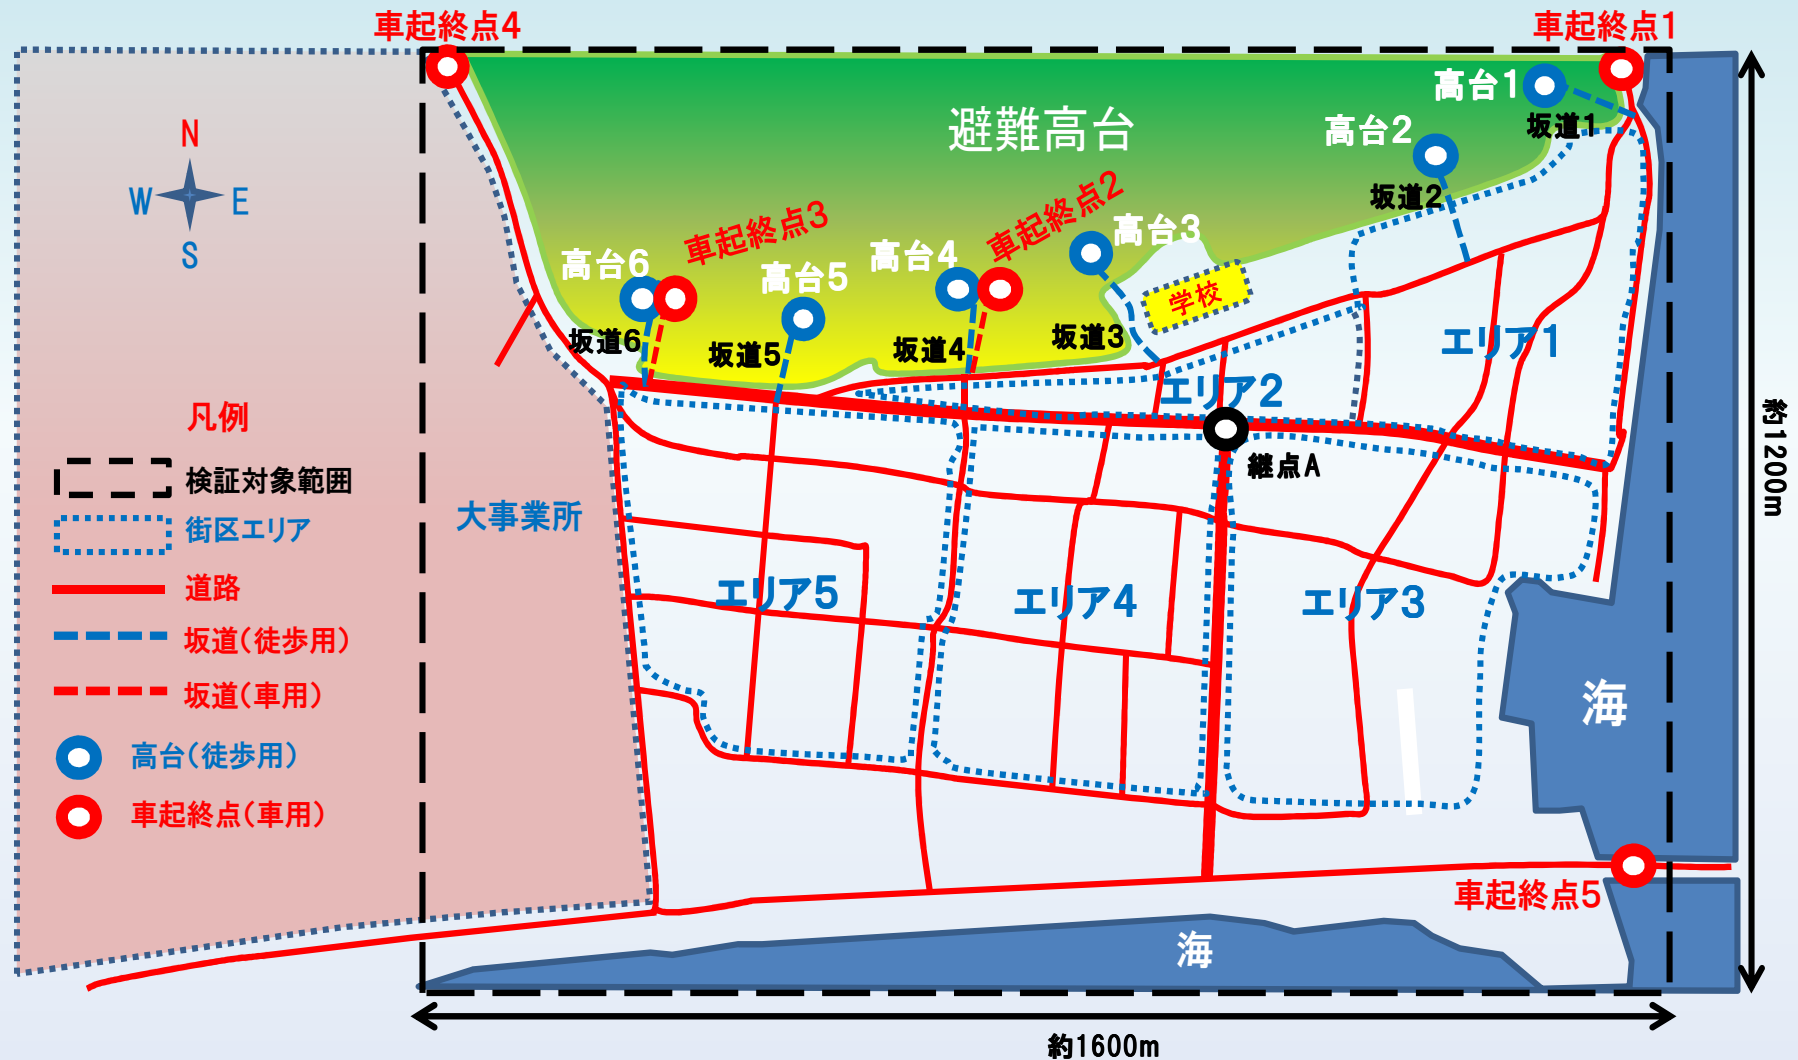 車起終点4
車起終点1
高台1
坂道1
避難高台
高台2
坂道2
N
W E
S
車起終点3
車起終点2
高台3
高台4
高台6
高台5
学校
坂道6
坂道5
坂道4
坂道3
エリア1
エリア2
凡例
検証対象範囲
街区エリア
道路
坂道(徒歩用)
坂道(車用)
高台(徒歩用)
車起終点(車用)
継点A
大事業所
エリア5
エリア4
エリア3
海
車起終点5
海
約1200m
約1600m